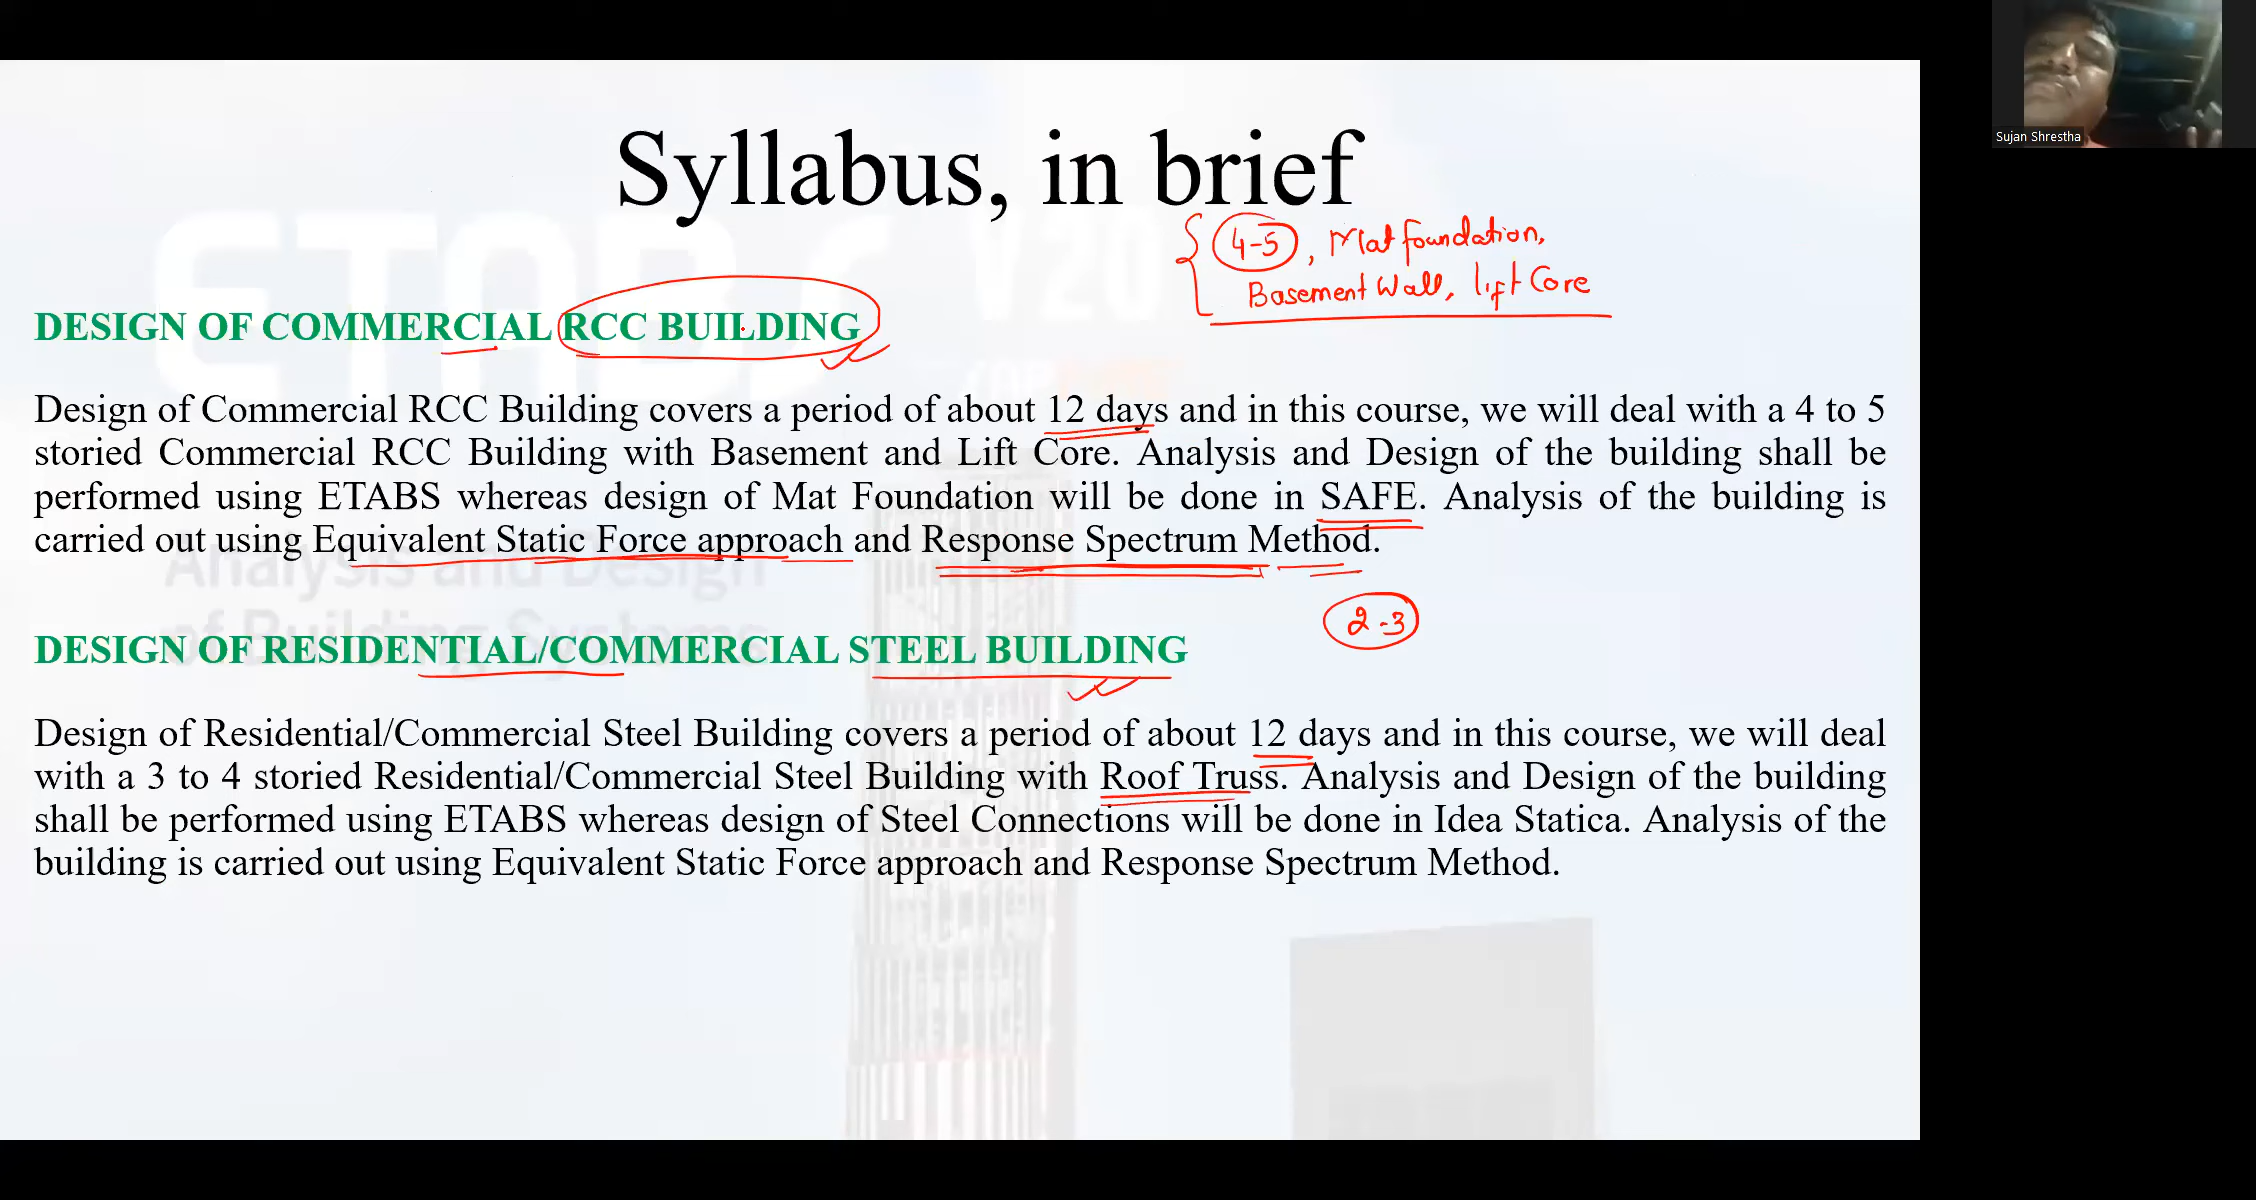 Sujan Shrestha
Syllabus, in brief
4-5, Mat foundation,
Basement Wall, lift Core
DESIGN OF COMMERCIAL RCC BUILDING
Design of Commercial RCC Building covers a period of about 12 days and in this course, we will deal with a 4 to 5
storied Commercial RCC Building with Basement and Lift Core. Analysis and Design of the building shall be
performed using ETABS whereas design of Mat Foundation will be done in SAFE. Analysis of the building is
carried out using Equivalent Static Force approach and Response Spectrum Method.
2-3
DESIGN OF RESIDENTIAL/COMMERCIAL STEEL BUILDING
Design of Residential/Commercial Steel Building covers a period of about 12 days and in this course, we will deal
with a 3 to 4 storied Residential/Commercial Steel Building with Roof Truss. Analysis and Design of the building
shall be performed using ETABS whereas design of Steel Connections will be done in Idea Statica. Analysis of the
building is carried out using Equivalent Static Force approach and Response Spectrum Method.
ETABS V20
Analysis and Design
of Building Systems